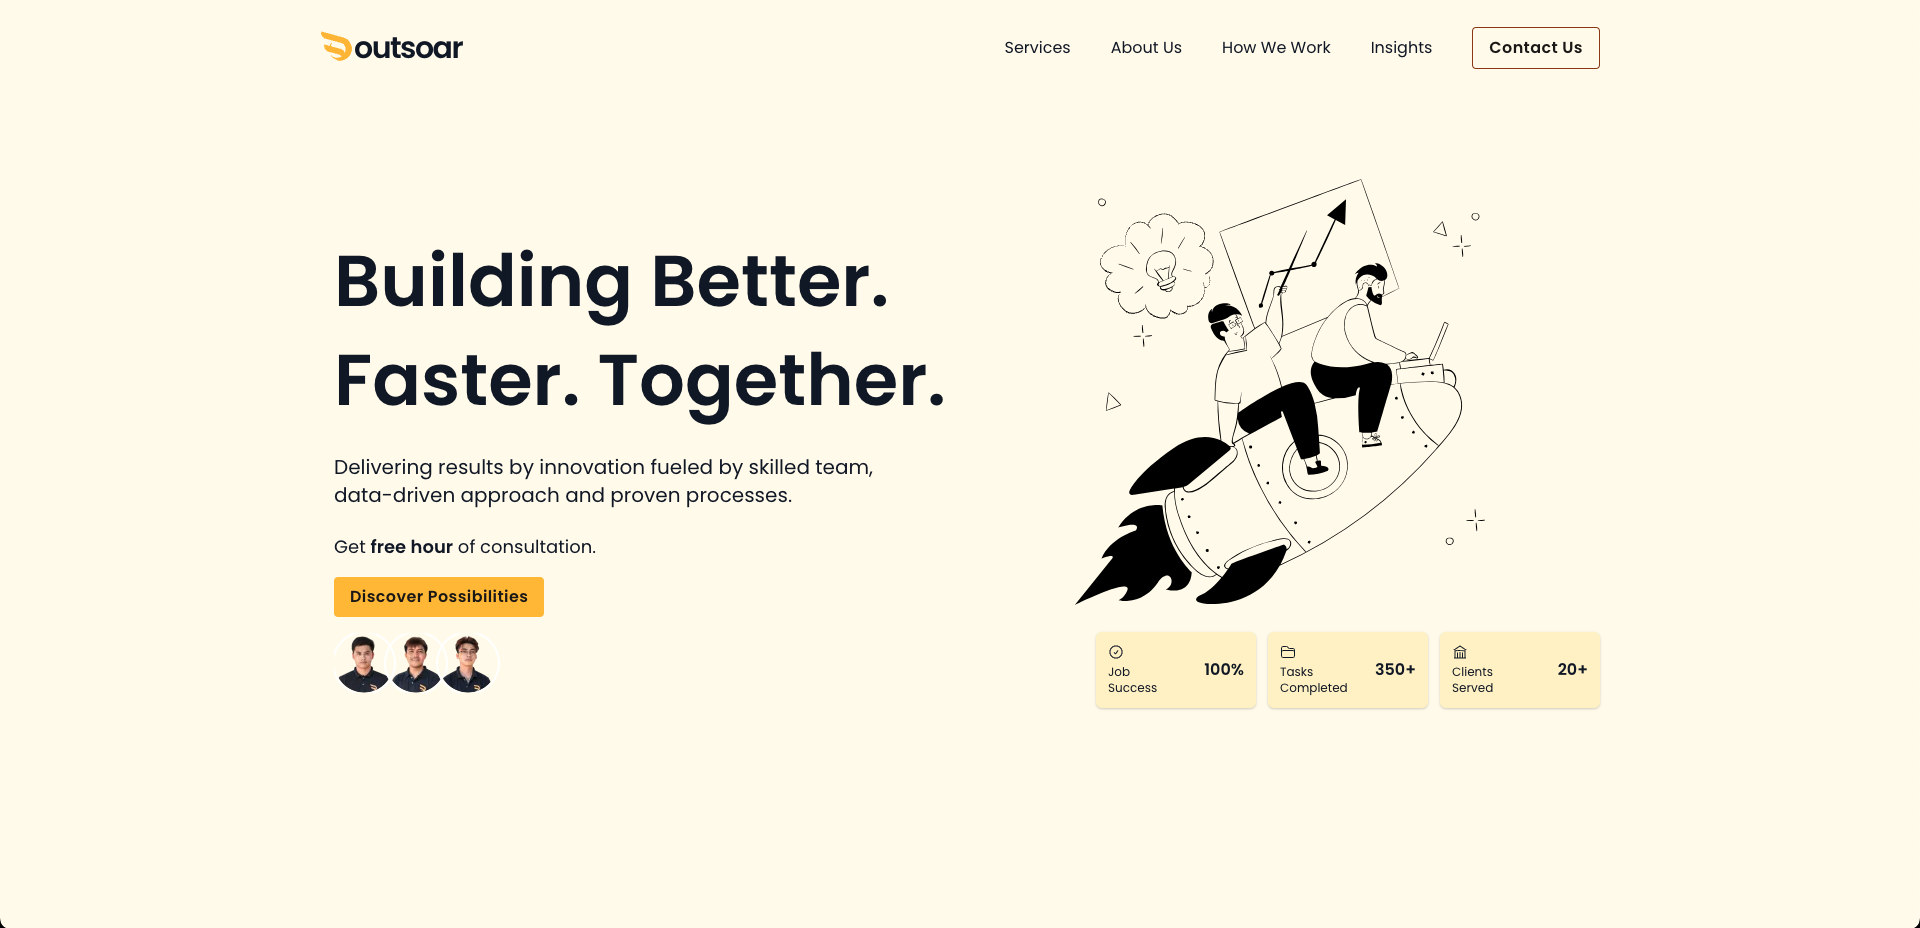 outsoar
Services
About Us
How We Work
Insights
Contact Us
Building Better.
Faster. Together.
Delivering results by innovation fueled by skilled team,
data-driven approach and proven processes.
Get free hour of consultation.
Discover Possibilities
Job
Success
100%
Tasks
Completed
350+
Clients
Served
20+